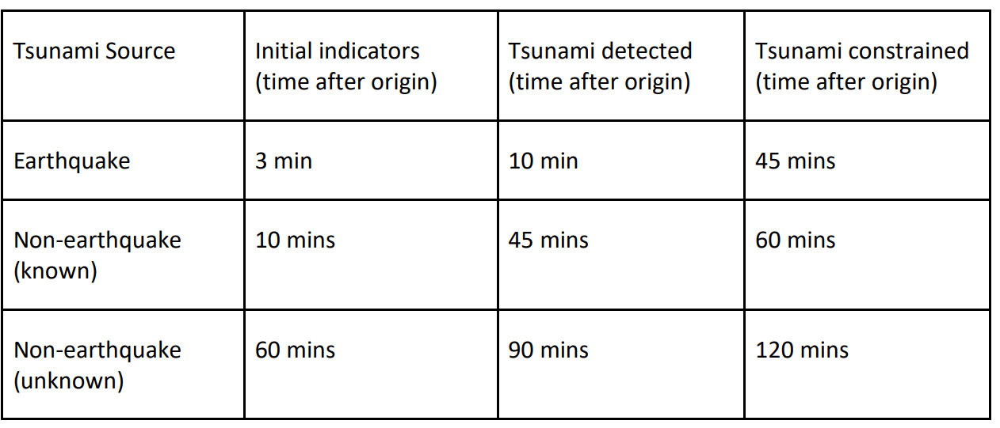 Tsunami Source
Initial indicators
(time after origin)
Tsunami detected
(time after origin)
Tsunami constrained
(time after origin)
Earthquake
3 min
10 min
45 mins
Non-earthquake
(known)
10 mins
45 mins
60 mins
Non-earthquake
(unknown)
60 mins
90 mins
120 mins